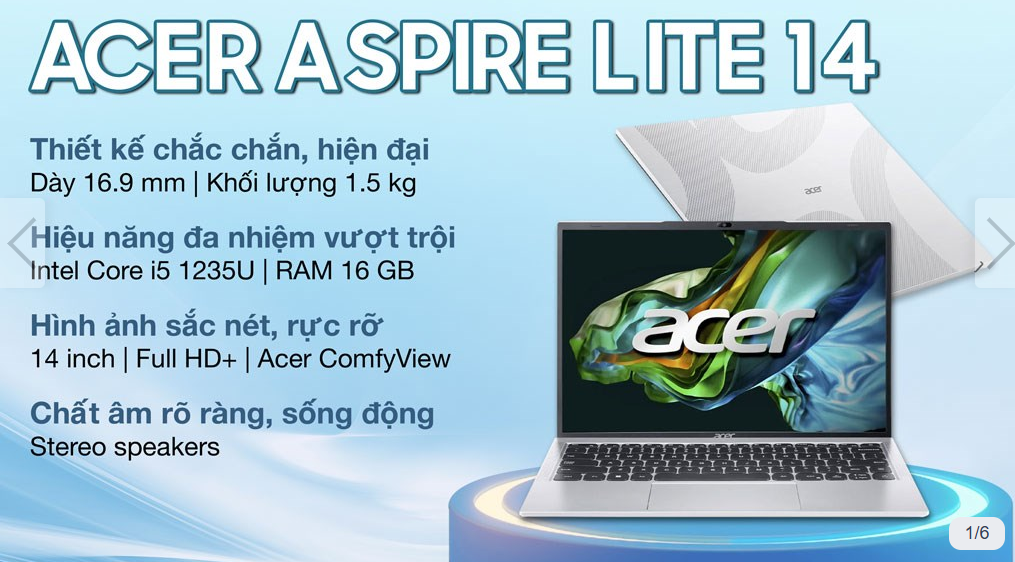 ACER ASPIRE LITE 14
Thiết kế chắc chắn, hiện đại
Dày 16.9 mm | Khối lượng 1.5 kg
Hiệu năng đa nhiệm vượt trội
Intel Core i5 1235U | RAM 16 GB
Hình ảnh sắc nét, rực rỡ
14 inch | Full HD+ | Acer ComfyView
Chất âm rõ ràng, sống động
Stereo speakers
acer
acer
acer
1/6